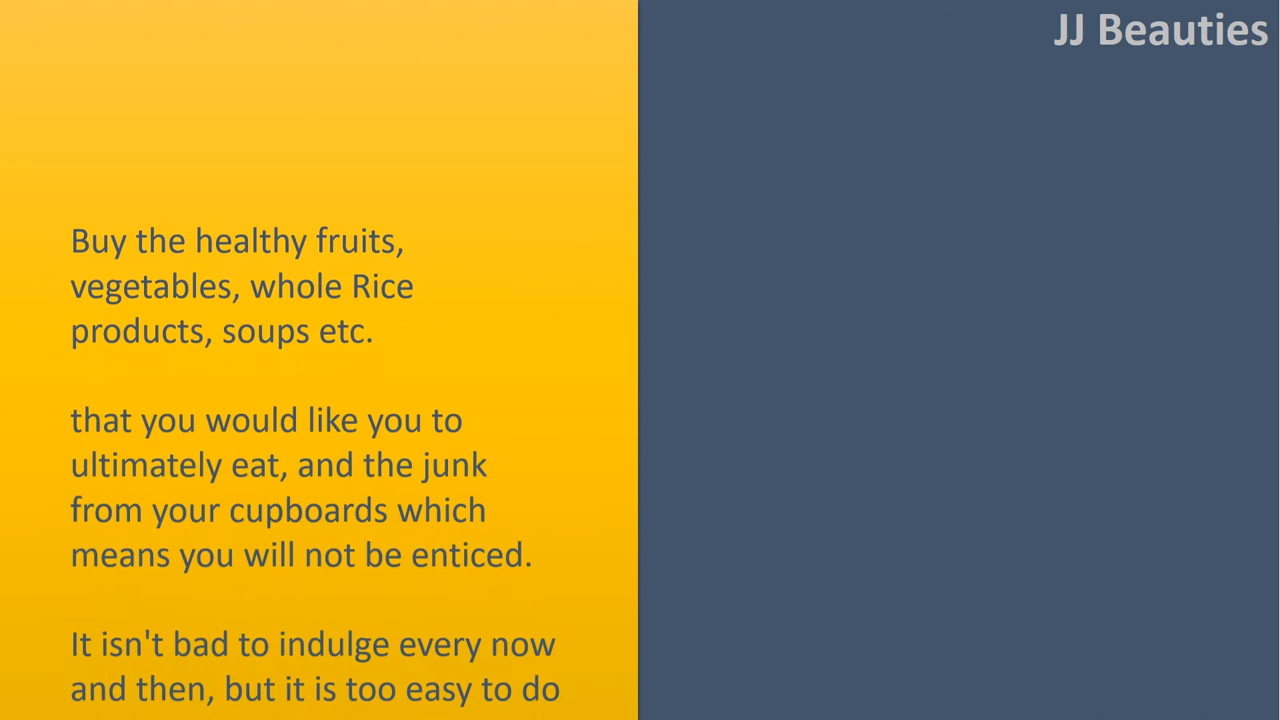 JJ Beauties
Buy the healthy fruits,
vegetables, whole Rice
products, soups etc.
that you would like you to
ultimately eat, and the junk
from your cupboards which
means you will not be enticed.
It isn't bad to indulge every now
and then, but it is too easy to do